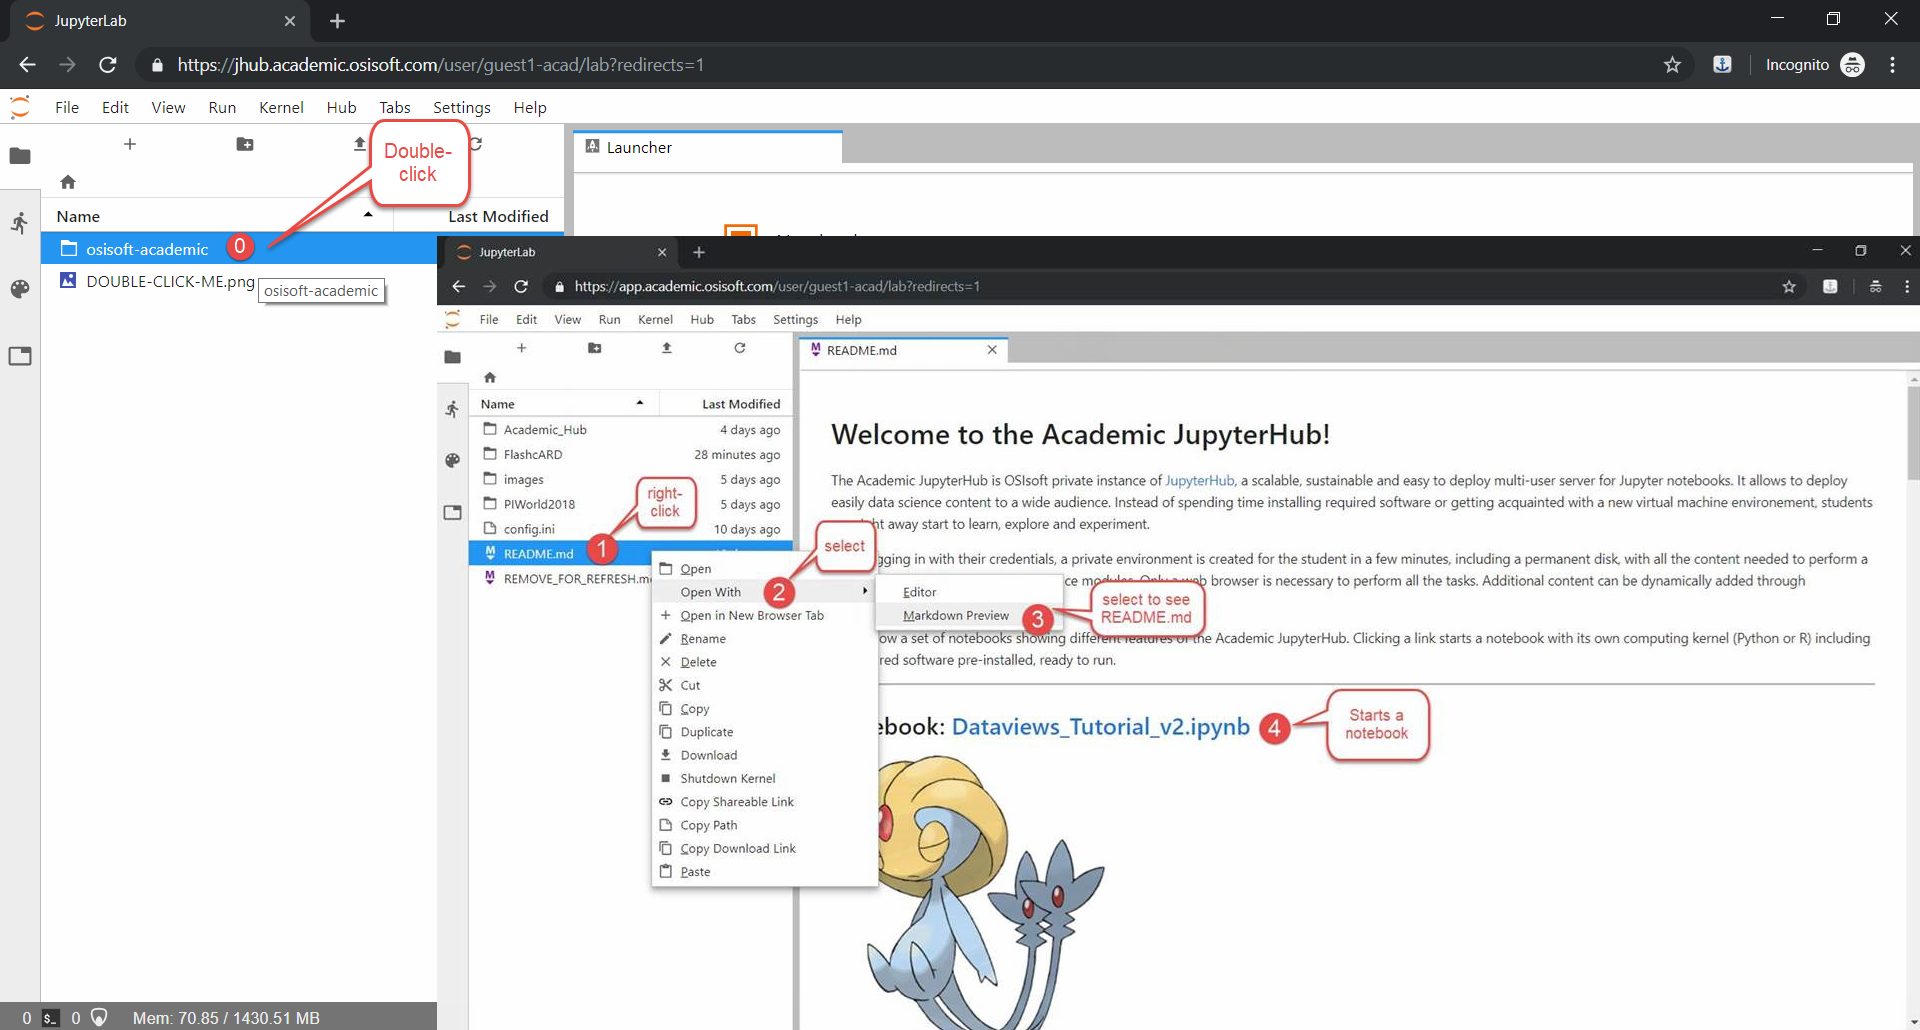 JupyterLab
https://jhub.academic.osisoft.com/user/guest1-acad/lab?redirects=1
Incognito
File Edit View Run Kernel Hub Tabs Settings Help
Double-
click
Launcher
Name Last Modified
osisoft-academic 0
DOUBLE-CLICK-ME.png
osisoft-academic
JupyterLab
https://app.academic.osisoft.com/user/guest1-acad/lab?redirects=1
File Edit View Run Kernel Hub Tabs Settings Help
README.md
Name Last Modified
Academic_Hub 4 days ago
FlashcARD 28 minutes ago
images 5 days ago
PIWorld2018 5 days ago
config.ini 10 days ago
README.md 1
REMOVE_FOR_REFRESH.m
right-
click
Open
Open With 2
Open in New Browser Tab
Rename
Delete
Cut
Copy
Duplicate
Download
Shutdown Kernel
Copy Shareable Link
Copy Path
Copy Download Link
Paste
select
Editor
Markdown Preview 3
select to see
README.md
Welcome to the Academic JupyterHub!
The Academic JupyterHub is OSIsoft private instance of JupyterHub, a scalable, sustainable and easy to deploy multi-user server for Jupyter notebooks. It allows to deploy
easily data science content to a wide audience. Instead of spending time installing required software or getting acquainted with a new virtual machine environement, students
ht away start to learn, explore and experiment.
gging in with their credentials, a private environment is created for the student in a few minutes, including a permanent disk, with all the content needed to perform a
ce modules. Only a web browser is necessary to perform all the tasks. Additional content can be dynamically added through
ow a set of notebooks showing different features of the Academic JupyterHub. Clicking a link starts a notebook with its own computing kernel (Python or R) including
red software pre-installed, ready to run.
ebook: Dataviews_Tutorial_v2.ipynb 4
Starts a
notebook
0 $_ 0 Mem: 70.85 / 1430.51 MB